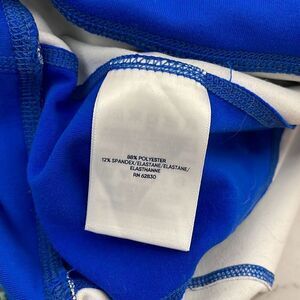 88% POLYESTER
12% SPANDEX/ELASTANE/ELASTANE/
ELASTHANNE
RN 62830